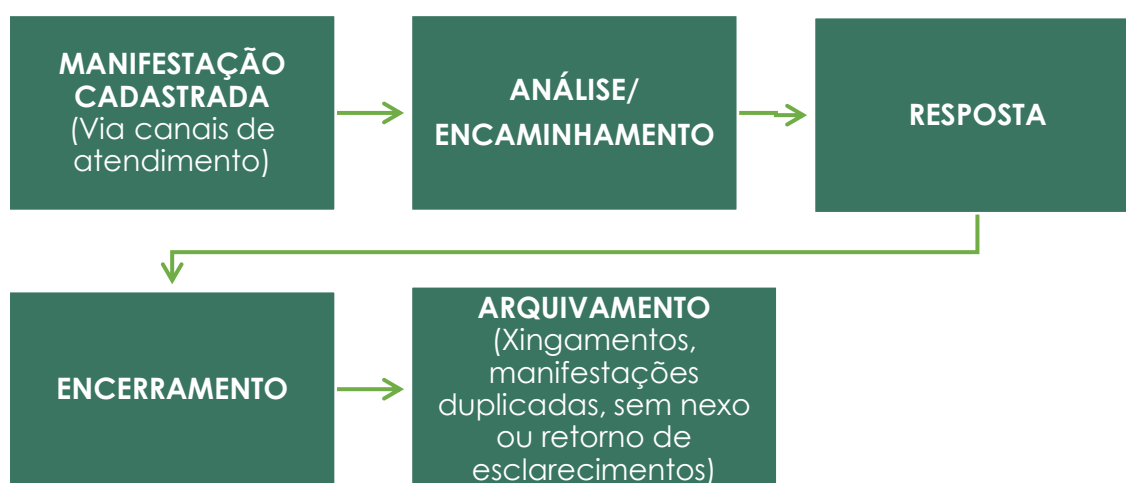 MANIFESTAÇÃO
CADASTRADA
(Via canais de
atendimento)
ANÁLISE/
ENCAMINHAMENTO
RESPOSTA
ENCERRAMENTO
ARQUIVAMENTO
(Xingamentos,
manifestações
duplicadas, sem nexo
ou retorno de
esclarecimentos)